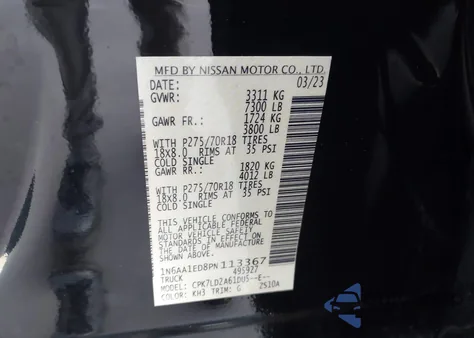 MFD BY NISSAN MOTOR CO., LTD.
DATE: 03/23
GVWR: 3311 KG
7300 LB
GAWR FR.: 1724 KG
3800 LB
WITH P275/70R18 TIRES
18x8.0 RIMS AT 35 PSI
COLD SINGLE
GAWR RR.: 1820 KG
4012 LB
WITH P275/70R18 TIRES
18x8.0 RIMS AT 35 PSI
COLD SINGLE
THIS VEHICLE CONFORMS TO
ALL APPLICABLE FEDERAL
MOTOR VEHICLE SAFETY
STANDARDS IN EFFECT ON THE
DATE OF MANUFACTURE
1N6AA1ED8PN113367
TRUCK 495927
MODEL: CPK7LDZA61DU5--E--
COLOR: KH3 TRIM: G ZS10A